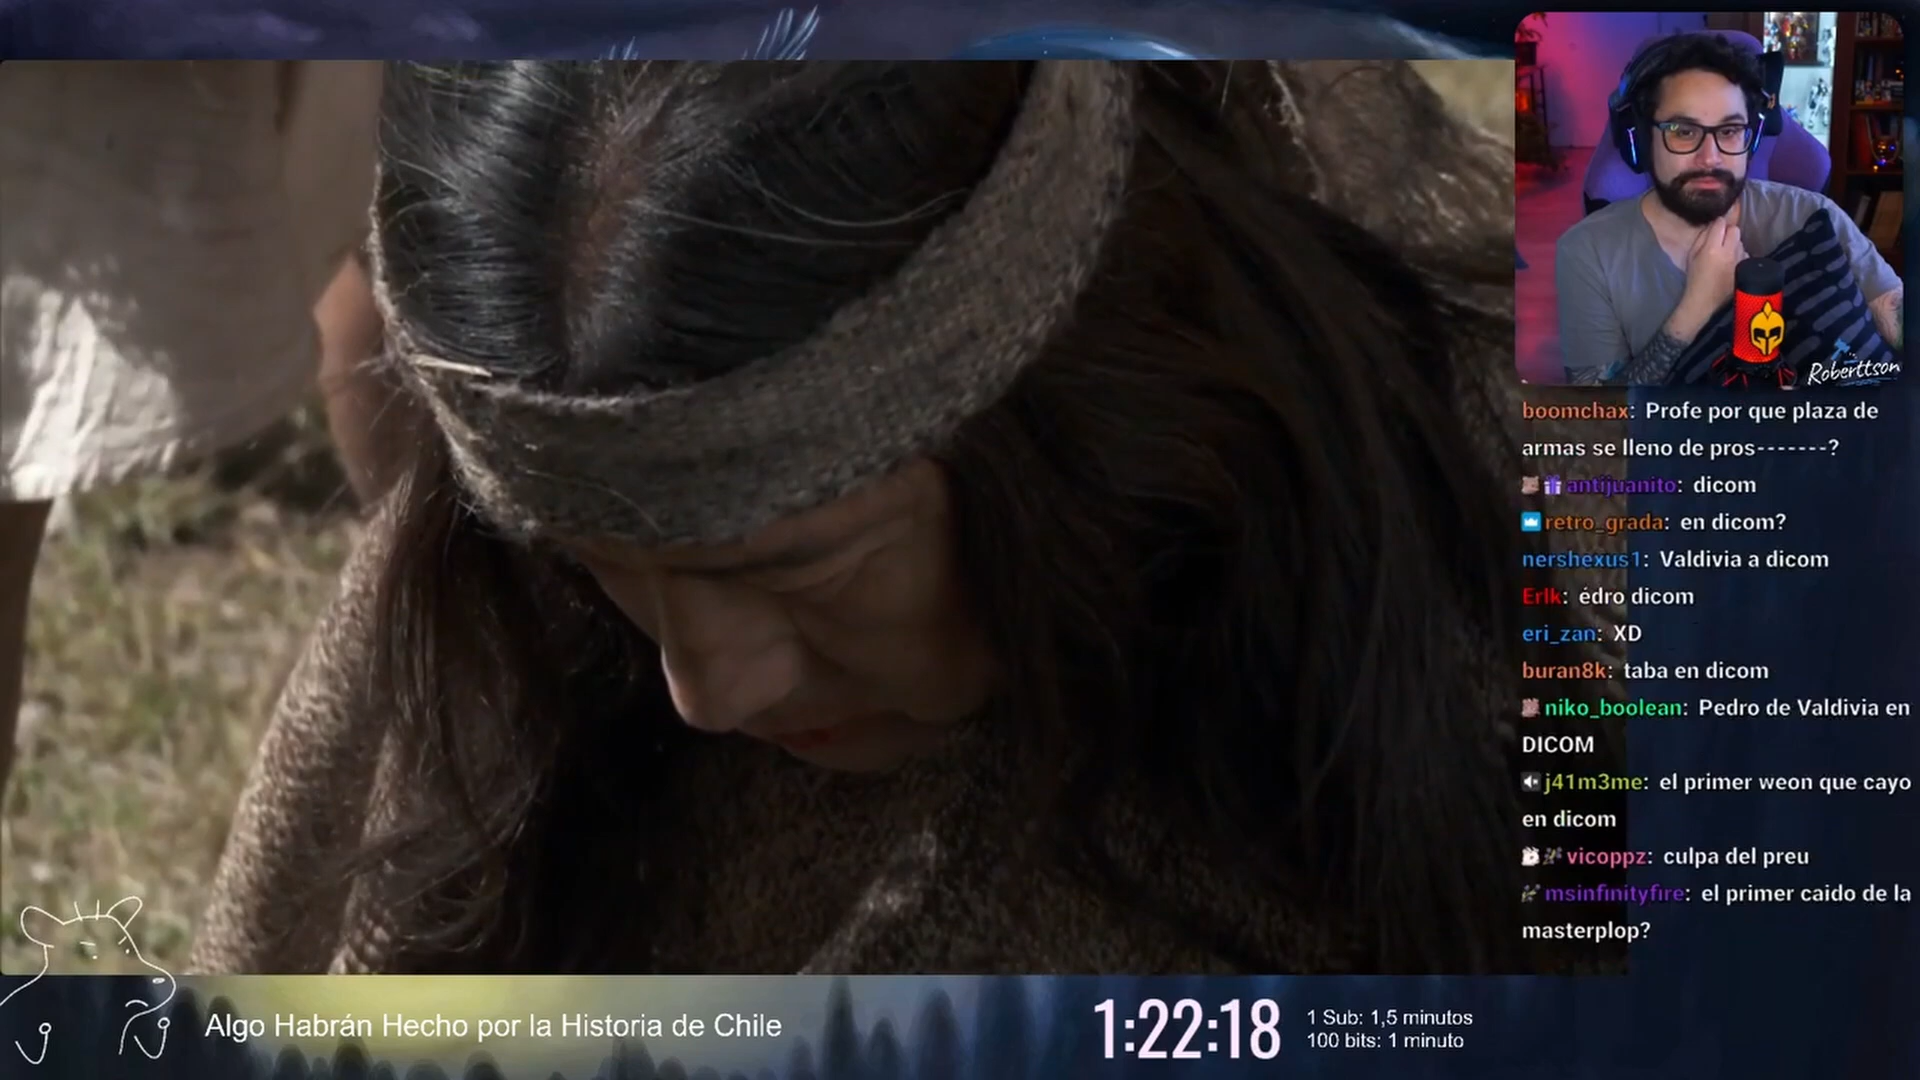 Roberttson
boomchax: Profe por que plaza de
armas se lleno de pros-------?
antijuanito: dicom
retro_grada: en dicom?
nershexus1: Valdivia a dicom
Erlk: édro dicom
eri_zan: XD
buran8k: taba en dicom
niko_boolean: Pedro de Valdivia en
DICOM
j41m3me: el primer weon que cayo
en dicom
vicoppz: culpa del preu
msinfinityfire: el primer caido de la
masterplop?
Algo Habrán Hecho por la Historia de Chile
1:22:18
1 Sub: 1,5 minutos
100 bits: 1 minuto